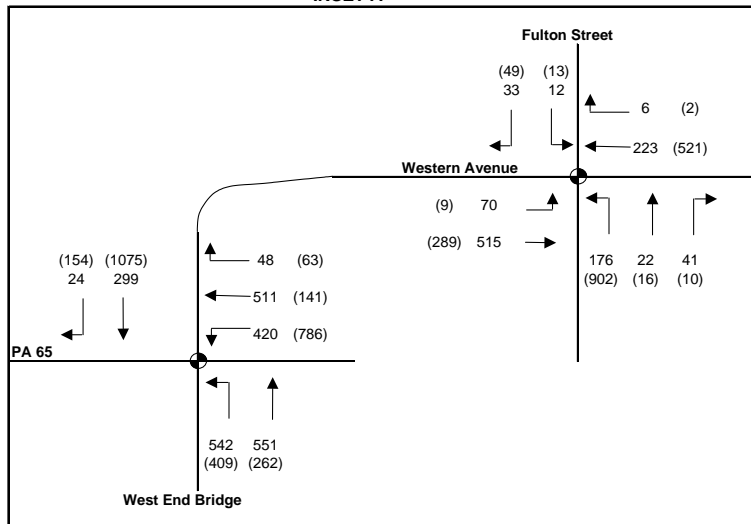 Fulton Street
(49) (13)
33 12
6 (2)
223 (521)
Western Avenue
(9) 70
(289) 515
176 22 41
(902) (16) (10)
(154) (1075)
24 299
48 (63)
511 (141)
420 (786)
PA 65
542 551
(409) (262)
West End Bridge